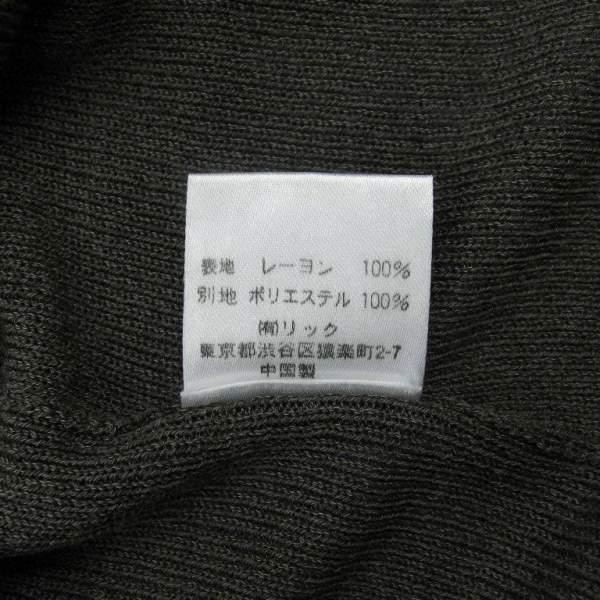 表地 レーヨン 100%
別地 ポリエステル 100%
㈲リック
東京都渋谷区猿楽町2-7
中国製